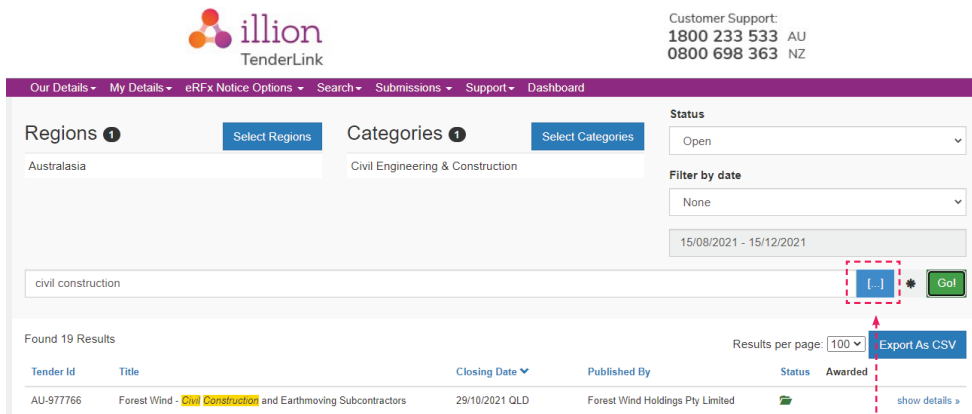 illion
TenderLink
Customer Support:
1800 233 533 AU
0800 698 363 NZ
Our Details My Details eRFx Notice Options Search Submissions Support Dashboard
Regions 1 Select Regions
Australasia
Categories 1 Select Categories
Civil Engineering & Construction
Status
Open
Filter by date
None
15/08/2021 - 15/12/2021
civil construction [...] ✱ Go!
Found 19 Results
Results per page: 100 Export As CSV
Tender Id Title Closing Date Published By Status Awarded
AU-977766 Forest Wind - Civil Construction and Earthmoving Subcontractors 29/10/2021 QLD Forest Wind Holdings Pty Limited show details »